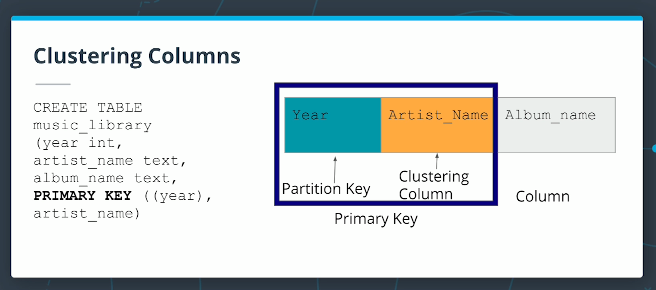 Clustering Columns
CREATE TABLE
music_library
(year int,
artist_name text,
album_name text,
PRIMARY KEY ((year),
artist_name)
Year
Artist_Name
Album_name
Partition Key
Clustering
Column
Column
Primary Key